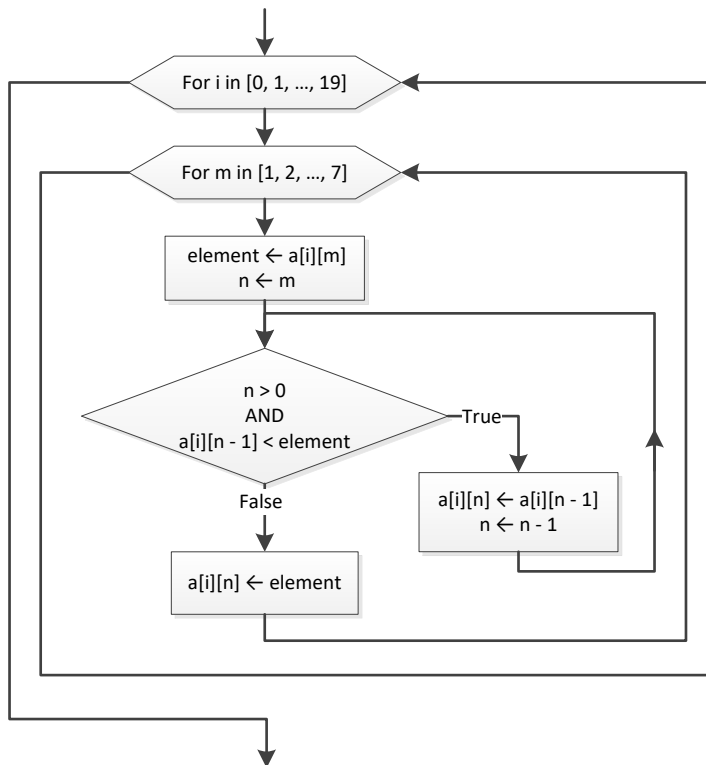 For i in [0, 1, ..., 19]
For m in [1, 2, ..., 7]
element ← a[i][m]
n ← m
n > 0
AND
a[i][n - 1] < element
True
False
a[i][n] ← a[i][n - 1]
n ← n - 1
a[i][n] ← element